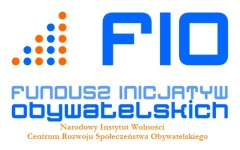 FIO
FUNDUSZ INICJATYW
obywatelskich
Narodowy Instytut Wolności
Centrum Rozwoju Społeczeństwa Obywatelskiego